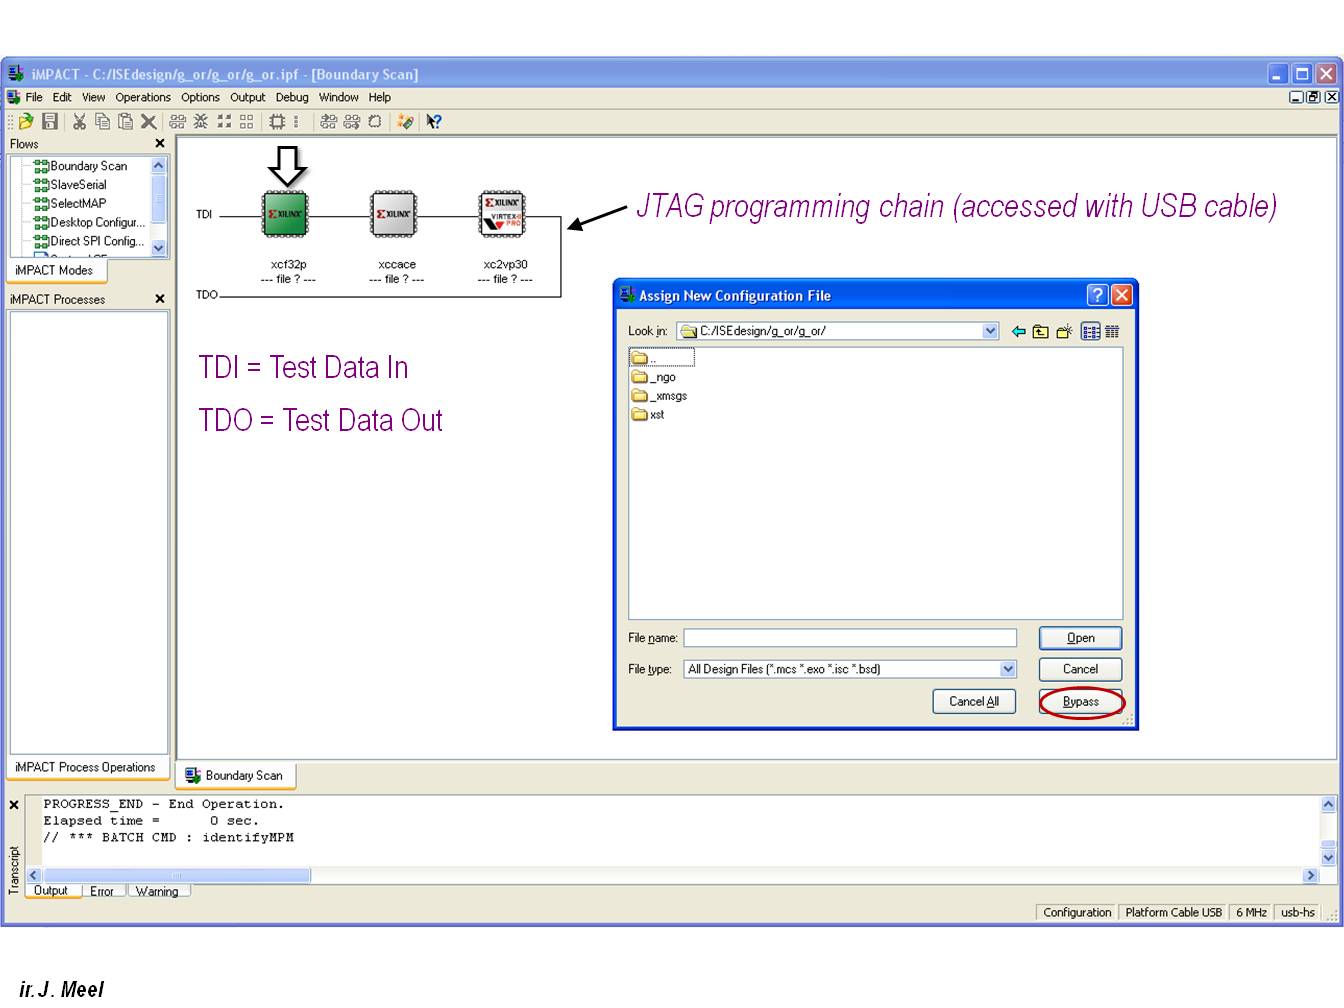 iMPACT - C:/ISEdesign/g_or/g_or/g_or.ipf - [Boundary Scan]
File Edit View Operations Options Output Debug Window Help
Flows
Boundary Scan
SlaveSerial
SelectMAP
Desktop Configur...
Direct SPI Config...
iMPACT Modes
iMPACT Processes
iMPACT Process Operations
TDI
XILINX
XILINX
XILINX
VIRTEX-II
PRO
xcf32p
--- file ? ---
xccace
--- file ? ---
xc2vp30
--- file ? ---
TDO
JTAG programming chain (accessed with USB cable)
TDI = Test Data In
TDO = Test Data Out
Assign New Configuration File
Look in: C:/ISEdesign/g_or/g_or/
..
_ngo
_xmsgs
xst
File name:
Open
File type: All Design Files (*.mcs *.exo *.isc *.bsd)
Cancel
Cancel All
Bypass
Boundary Scan
PROGRESS_END - End Operation.
Elapsed time = 0 sec.
// *** BATCH CMD : identifyMPM
Transcript
Output Error Warning
Configuration Platform Cable USB 6 MHz usb-hs
ir. J. Meel